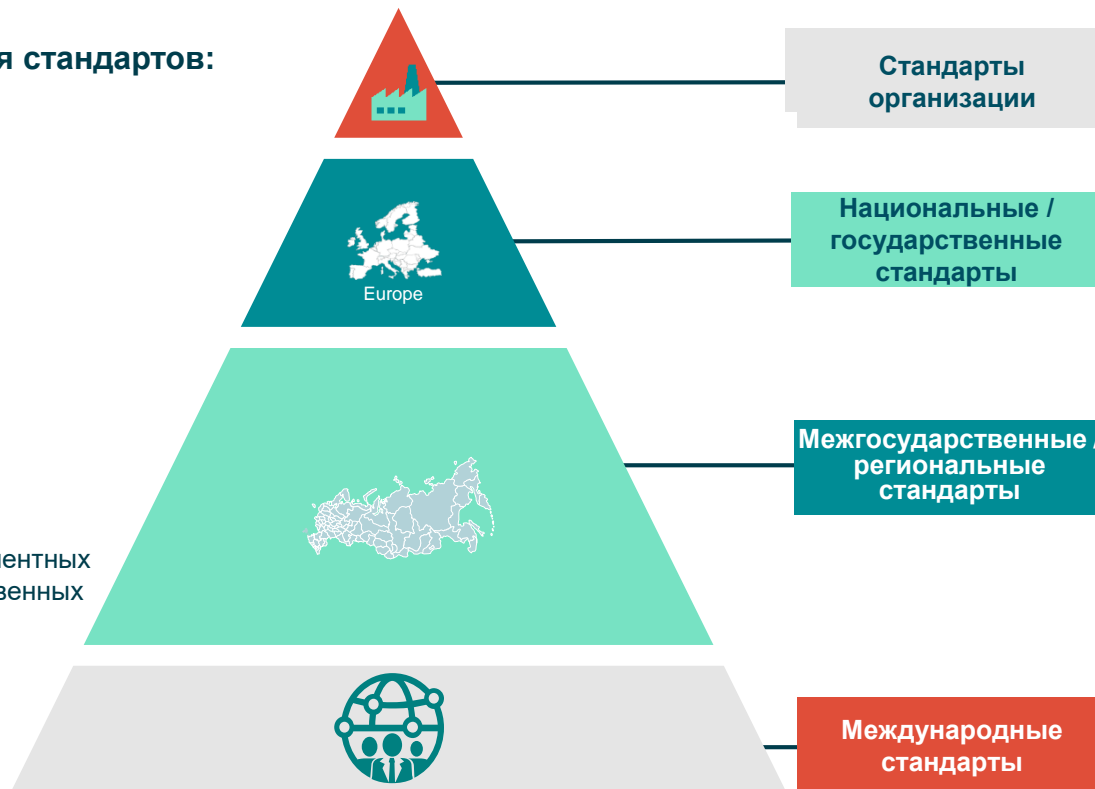 я стандартов:
Стандарты
организации
Национальные /
государственные
стандарты
Europe
Межгосударственные /
региональные
стандарты
ентных
венных
Международные
стандарты